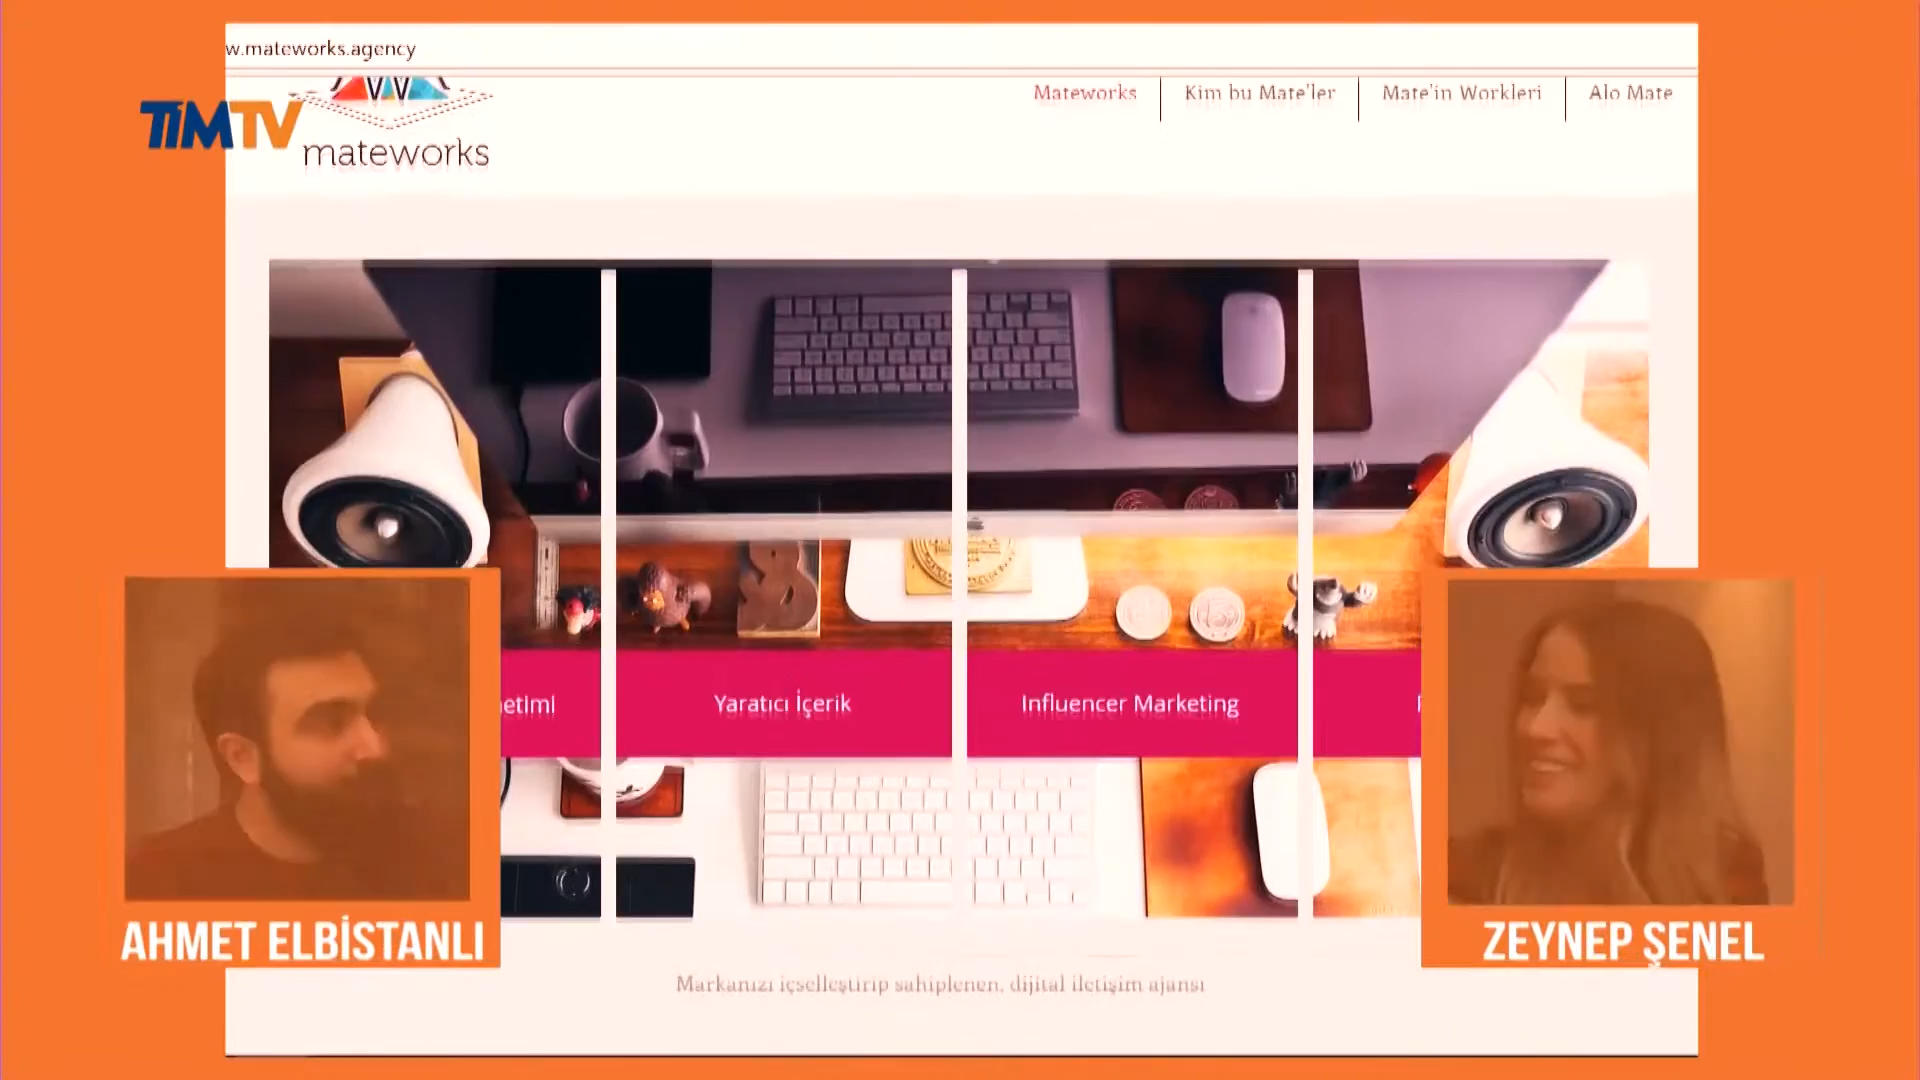 w.mateworks.agency
TİMTV
mateworks
Mateworks
Kim bu Mate'ler
Mate'in Workleri
Alo Mate
Yaratıcı İçerik
Influencer Marketing
AHMET ELBİSTANLI
ZEYNEP ŞENEL
Markanızı içselleştirip sahiplenen, dijital iletişim ajansı